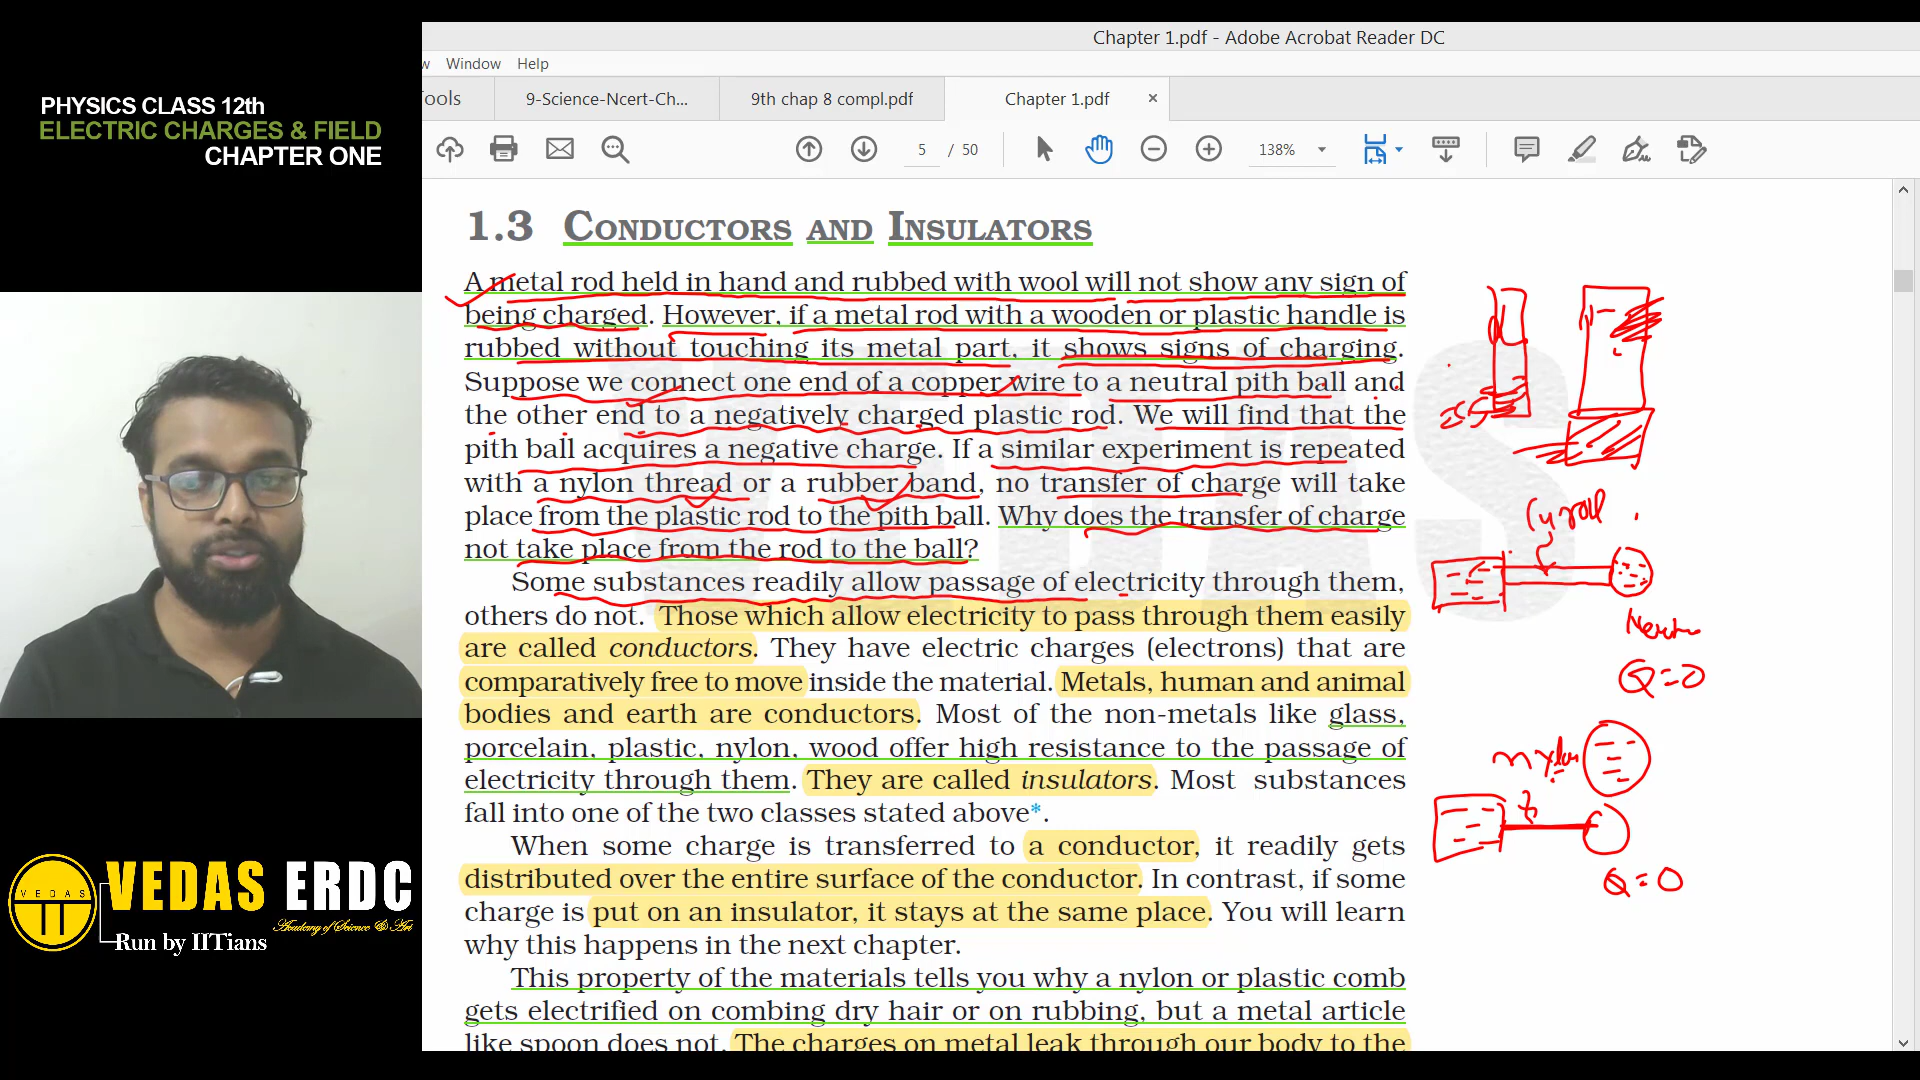 Chapter 1.pdf - Adobe Acrobat Reader DC
w Window Help
Tools
9-Science-Ncert-Ch...
9th chap 8 compl.pdf
Chapter 1.pdf
5 / 50
138%
PHYSICS CLASS 12th
ELECTRIC CHARGES & FIELD
CHAPTER ONE
1.3 CONDUCTORS AND INSULATORS
A metal rod held in hand and rubbed with wool will not show any sign of
being charged. However, if a metal rod with a wooden or plastic handle is
rubbed without touching its metal part, it shows signs of charging.
Suppose we connect one end of a copper wire to a neutral pith ball and
the other end to a negatively charged plastic rod. We will find that the
pith ball acquires a negative charge. If a similar experiment is repeated
with a nylon thread or a rubber band, no transfer of charge will take
place from the plastic rod to the pith ball. Why does the transfer of charge
not take place from the rod to the ball?
Some substances readily allow passage of electricity through them,
others do not. Those which allow electricity to pass through them easily
are called conductors. They have electric charges (electrons) that are
comparatively free to move inside the material. Metals, human and animal
bodies and earth are conductors. Most of the non-metals like glass,
porcelain, plastic, nylon, wood offer high resistance to the passage of
electricity through them. They are called insulators. Most substances
fall into one of the two classes stated above*.
When some charge is transferred to a conductor, it readily gets
distributed over the entire surface of the conductor. In contrast, if some
charge is put on an insulator, it stays at the same place. You will learn
why this happens in the next chapter.
This property of the materials tells you why a nylon or plastic comb
gets electrified on combing dry hair or on rubbing, but a metal article
like spoon does not. The charges on metal leak through our body to the
VEDAS
Cu rod
Q=0
nylon
Q=0
VEDAS
VEDAS ERDC
Academy of Science & Art
Run by IITians